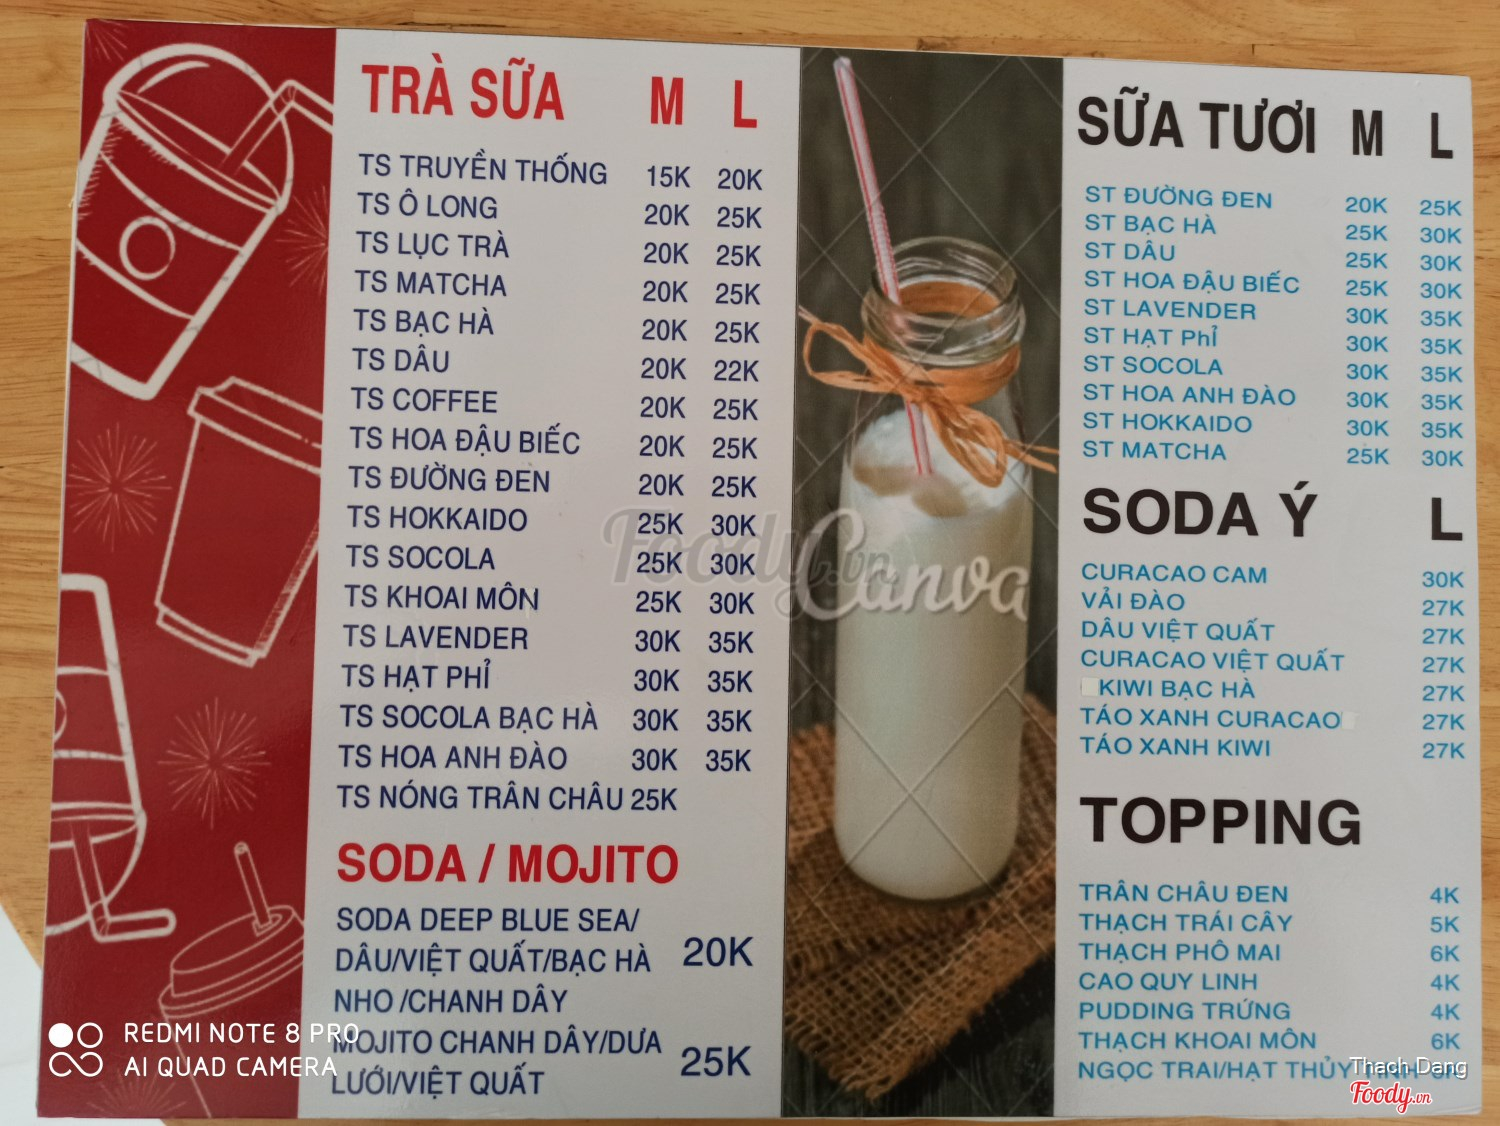 TRÀ SỮA M L
TS TRUYỀN THỐNG 15K 20K
TS Ô LONG 20K 25K
TS LỤC TRÀ 20K 25K
TS MATCHA 20K 25K
TS BẠC HÀ 20K 25K
TS DÂU 20K 22K
TS COFFEE 20K 25K
TS HOA ĐẬU BIẾC 20K 25K
TS ĐƯỜNG ĐEN 20K 25K
TS HOKKAIDO 25K 30K
TS SOCOLA 25K 30K
TS KHOAI MÔN 25K 30K
TS LAVENDER 30K 35K
TS HẠT PHỈ 30K 35K
TS SOCOLA BẠC HÀ 30K 35K
TS HOA ANH ĐÀO 30K 35K
TS NÓNG TRÂN CHÂU 25K
SODA / MOJITO
SODA DEEP BLUE SEA/
DÂU/VIỆT QUẤT/BẠC HÀ 20K
NHO /CHANH DÂY
MOJITO CHANH DÂY/DƯA 25K
LƯỚI/VIỆT QUẤT
SỮA TƯƠI M L
ST ĐƯỜNG ĐEN 20K 25K
ST BẠC HÀ 25K 30K
ST DÂU 25K 30K
ST HOA ĐẬU BIẾC 25K 30K
ST LAVENDER 30K 35K
ST HẠT PhỈ 30K 35K
ST SOCOLA 30K 35K
ST HOA ANH ĐÀO 30K 35K
ST HOKKAIDO 30K 35K
ST MATCHA 25K 30K
SODA Ý L
CURACAO CAM 30K
VẢI ĐÀO 27K
DÂU VIỆT QUẤT 27K
CURACAO VIỆT QUẤT 27K
KIWI BẠC HÀ 27K
TÁO XANH CURACAO 27K
TÁO XANH KIWI 27K
TOPPING
TRÂN CHÂU ĐEN 4K
THẠCH TRÁI CÂY 5K
THẠCH PHÔ MAI 6K
CAO QUY LINH 4K
PUDDING TRỨNG 4K
THẠCH KHOAI MÔN 6K
NGỌC TRAI/HẠT THỦY
Foody.vn
Canva
REDMI NOTE 8 PRO
AI QUAD CAMERA
Thach Dang
Foody.vn